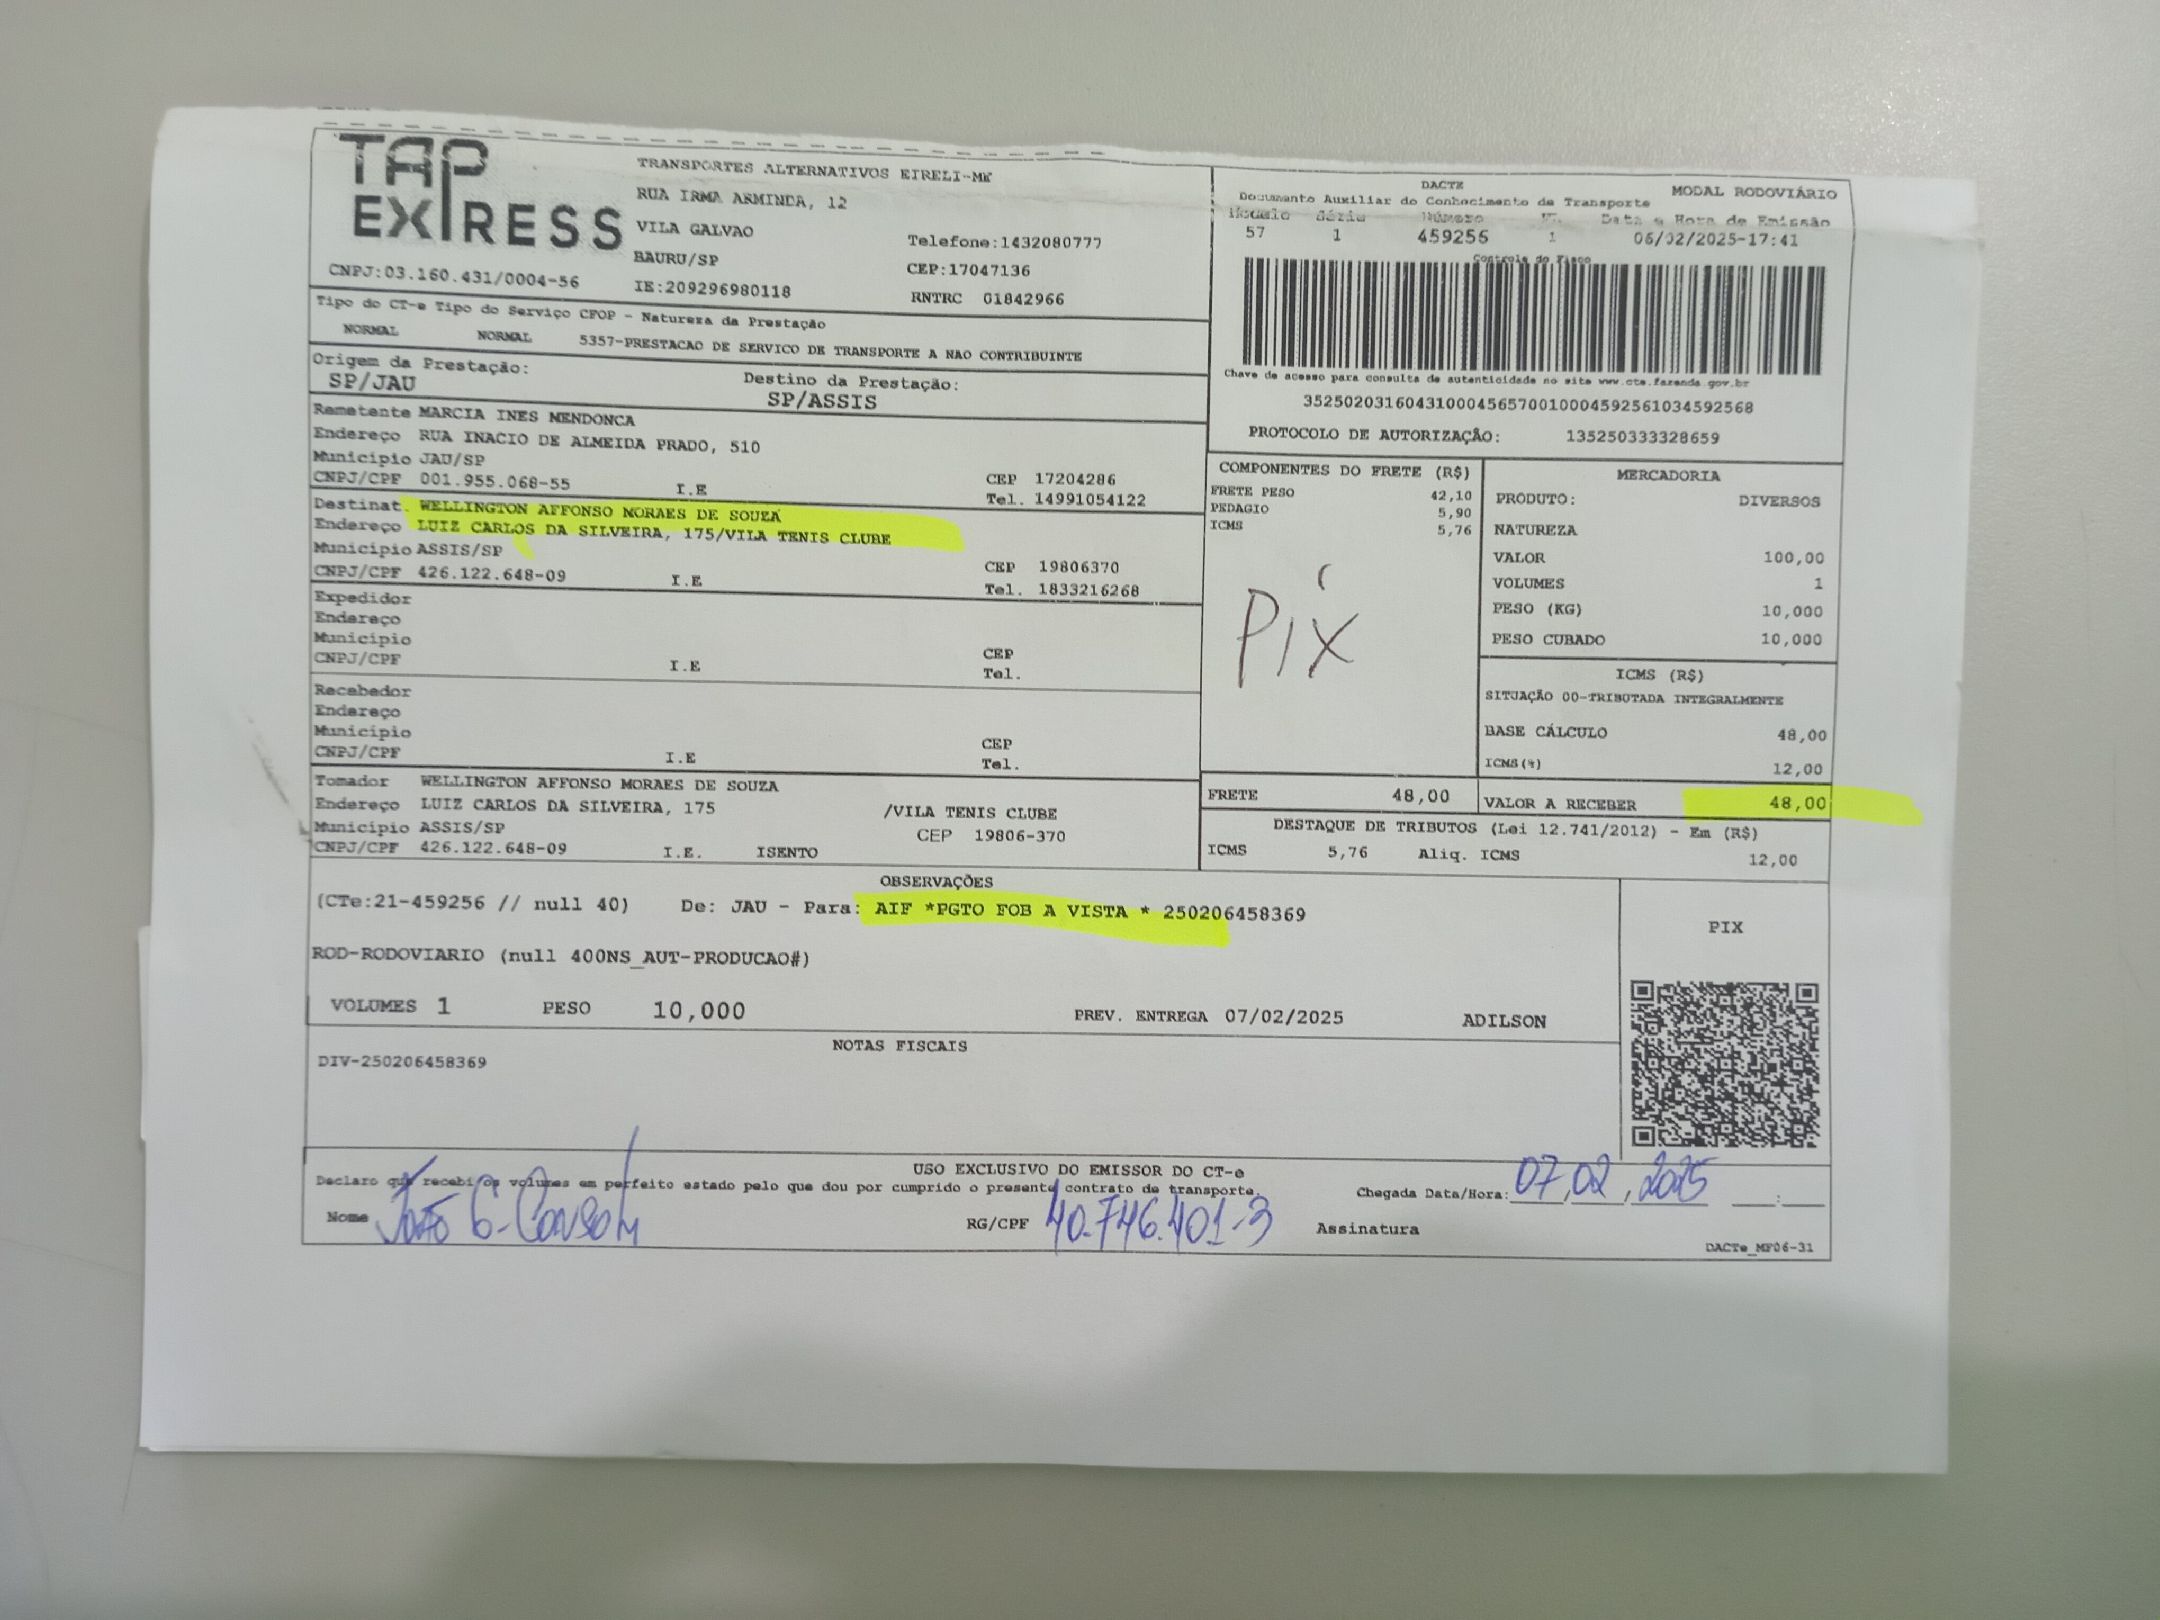 TAP EXPRESS
TRANSPORTES ALTERNATIVOS EIRELI-ME
RUA IRMA ARMINDA, 12
VILA GALVAO
Telefone:1432080777
BAURU/SP
CEP:17047136
CNPJ:03.160.431/0004-56
IE:209296980118
RNTRC 01842966
DACTE
MODAL RODOVIÁRIO
Documento Auxiliar do Conhecimento de Transporte
Modelo Série Número Data e Hora de Emissão
57 1 459256 1 06/02/2025-17:41
Controle do Fisco
Chave de acesso para consulta de autenticidade no site www.cte.fazenda.gov.br
35250203160431000456570010004592561034592568
PROTOCOLO DE AUTORIZAÇÃO: 135250333328659
Tipo do CT-e Tipo do Serviço CFOP - Natureza da Prestação
NORMAL NORMAL 5357-PRESTACAO DE SERVICO DE TRANSPORTE A NAO CONTRIBUINTE
Origem da Prestação: Destino da Prestação:
SP/JAU SP/ASSIS
Remetente MARCIA INES MENDONCA
Endereço RUA INACIO DE ALMEIDA PRADO, 510
Município JAU/SP CEP 17204286
CNPJ/CPF 001.955.068-55 I.E Tel. 14991054122
Destinat. WELLINGTON AFFONSO MORAES DE SOUZA
Endereço LUIZ CARLOS DA SILVEIRA, 175/VILA TENIS CLUBE
Município ASSIS/SP CEP 19806370
CNPJ/CPF 426.122.648-09 I.E Tel. 1833216268
Expedidor
Endereço
Município CEP
CNPJ/CPF I.E Tel.
Recebedor
Endereço
Município CEP
CNPJ/CPF I.E Tel.
Tomador WELLINGTON AFFONSO MORAES DE SOUZA
Endereço LUIZ CARLOS DA SILVEIRA, 175 /VILA TENIS CLUBE
Município ASSIS/SP CEP 19806-370
CNPJ/CPF 426.122.648-09 I.E. ISENTO
COMPONENTES DO FRETE (R$)
FRETE PESO 42,10
PEDAGIO 5,90
ICMS 5,76
Pix
FRETE 48,00
MERCADORIA
PRODUTO: DIVERSOS
NATUREZA
VALOR 100,00
VOLUMES 1
PESO (KG) 10,000
PESO CUBADO 10,000
ICMS (R$)
SITUAÇÃO 00-TRIBUTADA INTEGRALMENTE
BASE CÁLCULO 48,00
ICMS(%) 12,00
VALOR A RECEBER 48,00
DESTAQUE DE TRIBUTOS (Lei 12.741/2012) - Em (R$)
ICMS 5,76 Aliq. ICMS 12,00
OBSERVAÇÕES
(CTe:21-459256 // null 40) De: JAU - Para: AIF *PGTO FOB A VISTA * 250206458369
ROD-RODOVIARIO (null 400NS_AUT-PRODUCAO#)
VOLUMES 1 PESO 10,000 PREV. ENTREGA 07/02/2025 ADILSON
PIX
NOTAS FISCAIS
DIV-250206458369
USO EXCLUSIVO DO EMISSOR DO CT-e
Declaro que recebi os volumes em perfeito estado pelo que dou por cumprido o presente contrato de transporte.
Chegada Data/Hora: 07,02,2025 __:__
Nome João G. RG/CPF 40.746.401-3 Assinatura
DACTe_MF06-31